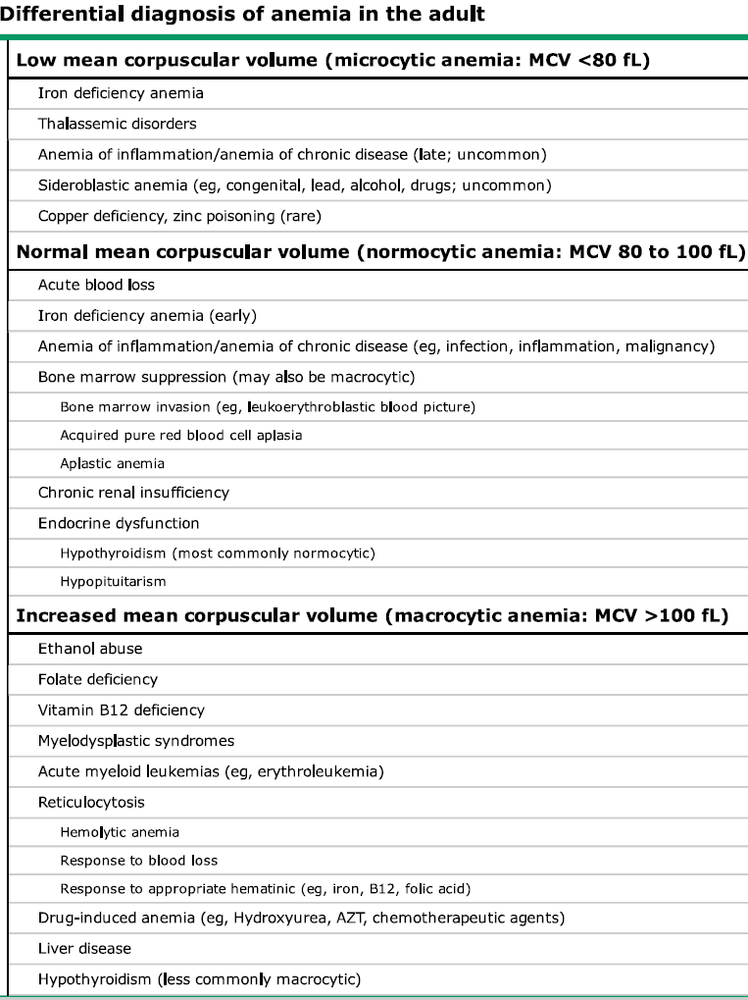 Differential diagnosis of anemia in the adult
Low mean corpuscular volume (microcytic anemia: MCV <80 fL)
Iron deficiency anemia
Thalassemic disorders
Anemia of inflammation/anemia of chronic disease (late; uncommon)
Sideroblastic anemia (eg, congenital, lead, alcohol, drugs; uncommon)
Copper deficiency, zinc poisoning (rare)
Normal mean corpuscular volume (normocytic anemia: MCV 80 to 100 fL)
Acute blood loss
Iron deficiency anemia (early)
Anemia of inflammation/anemia of chronic disease (eg, infection, inflammation, malignancy)
Bone marrow suppression (may also be macrocytic)
Bone marrow invasion (eg, leukoerythroblastic blood picture)
Acquired pure red blood cell aplasia
Aplastic anemia
Chronic renal insufficiency
Endocrine dysfunction
Hypothyroidism (most commonly normocytic)
Hypopituitarism
Increased mean corpuscular volume (macrocytic anemia: MCV >100 fL)
Ethanol abuse
Folate deficiency
Vitamin B12 deficiency
Myelodysplastic syndromes
Acute myeloid leukemias (eg, erythroleukemia)
Reticulocytosis
Hemolytic anemia
Response to blood loss
Response to appropriate hematinic (eg, iron, B12, folic acid)
Drug-induced anemia (eg, Hydroxyurea, AZT, chemotherapeutic agents)
Liver disease
Hypothyroidism (less commonly macrocytic)